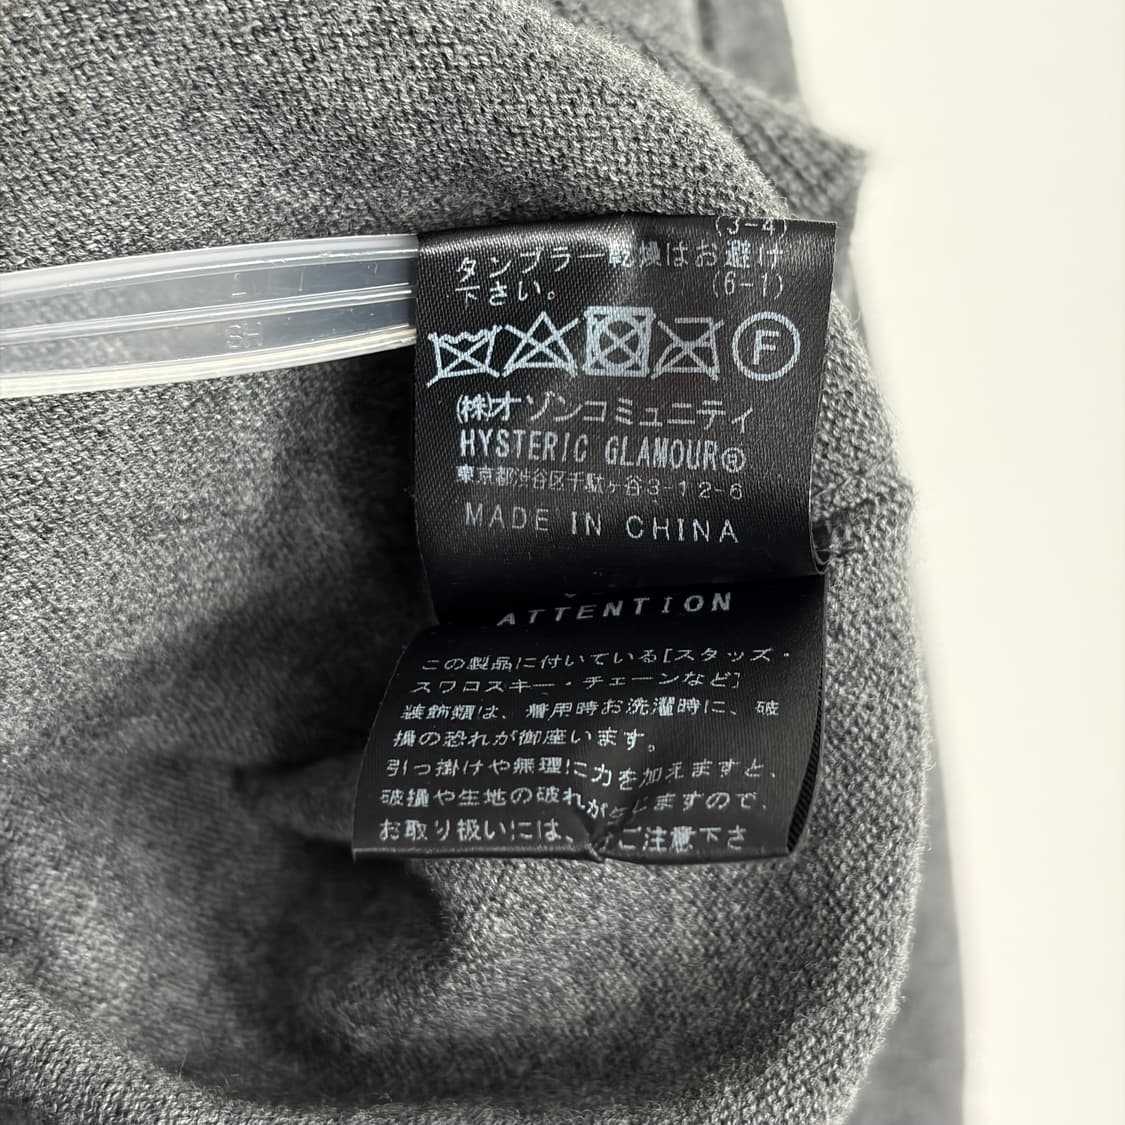 (3-4)
タンブラー乾燥はお避け
下さい。
(6-1)
F
(株)オゾンコミュニティ
HYSTERIC GLAMOUR®
東京都渋谷区千駄ヶ谷3-12-6
MADE IN CHINA
ATTENTION
この製品に付いている[スタッズ・
スワロスキー・チェーンなど]
装飾類は、着用時お洗濯時に、破
損の恐れが御座います。
引っ掛けや無理に力を加えますと、
破損や生地の破れが生じますので、
お取り扱いには、ご注意下さ